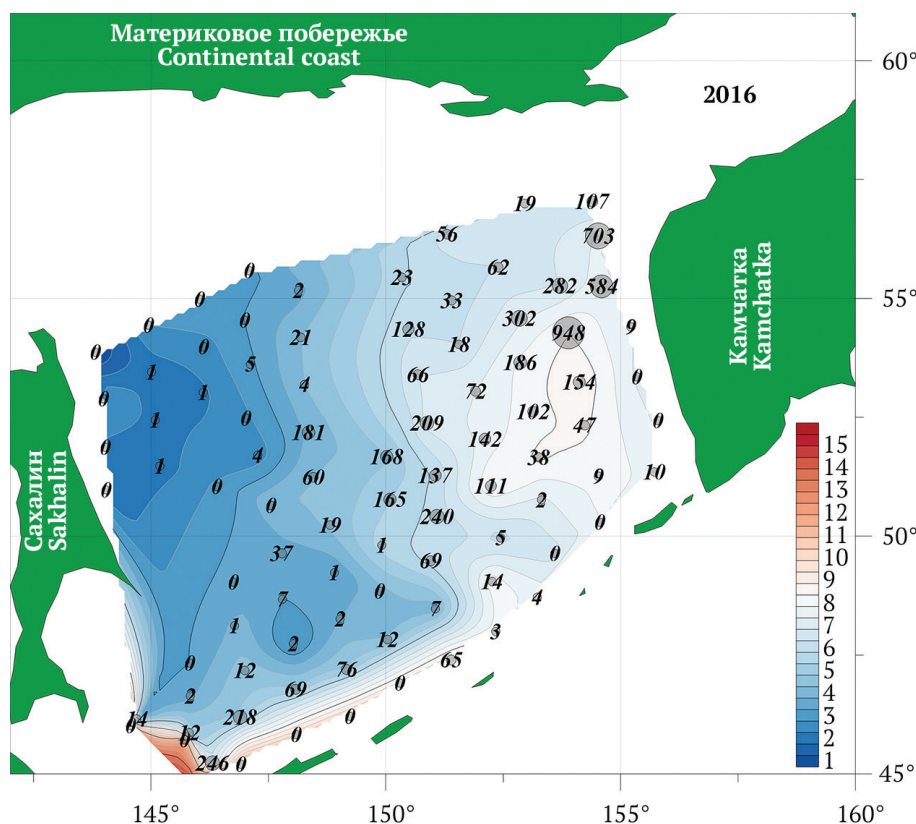 Материковое побережье
Continental coast
60°
2016
19 107
56 703
0 62
0 2 23 282 584
33
0 0 302
0 21 128 948 9
0 0 18
5 66 186
1 4 154 0
0 1 72
1 0 209 102 0
181 142 47
0 4 168 38
1 60 137 9 10
0 0 165 111 2
0 240
19 0
1 5
37 69 0
1 14
0 0
7 7 4
2
1 12 3
2
0 12 76 65
2 69 0
14 218 0
0 12 0
0 246 0
55°
Камчатка
Kamchatka
Сахалин
Sakhalin
50°
15
14
13
12
11
10
9
8
7
6
5
4
3
2
1
45°
145° 150° 155° 160°